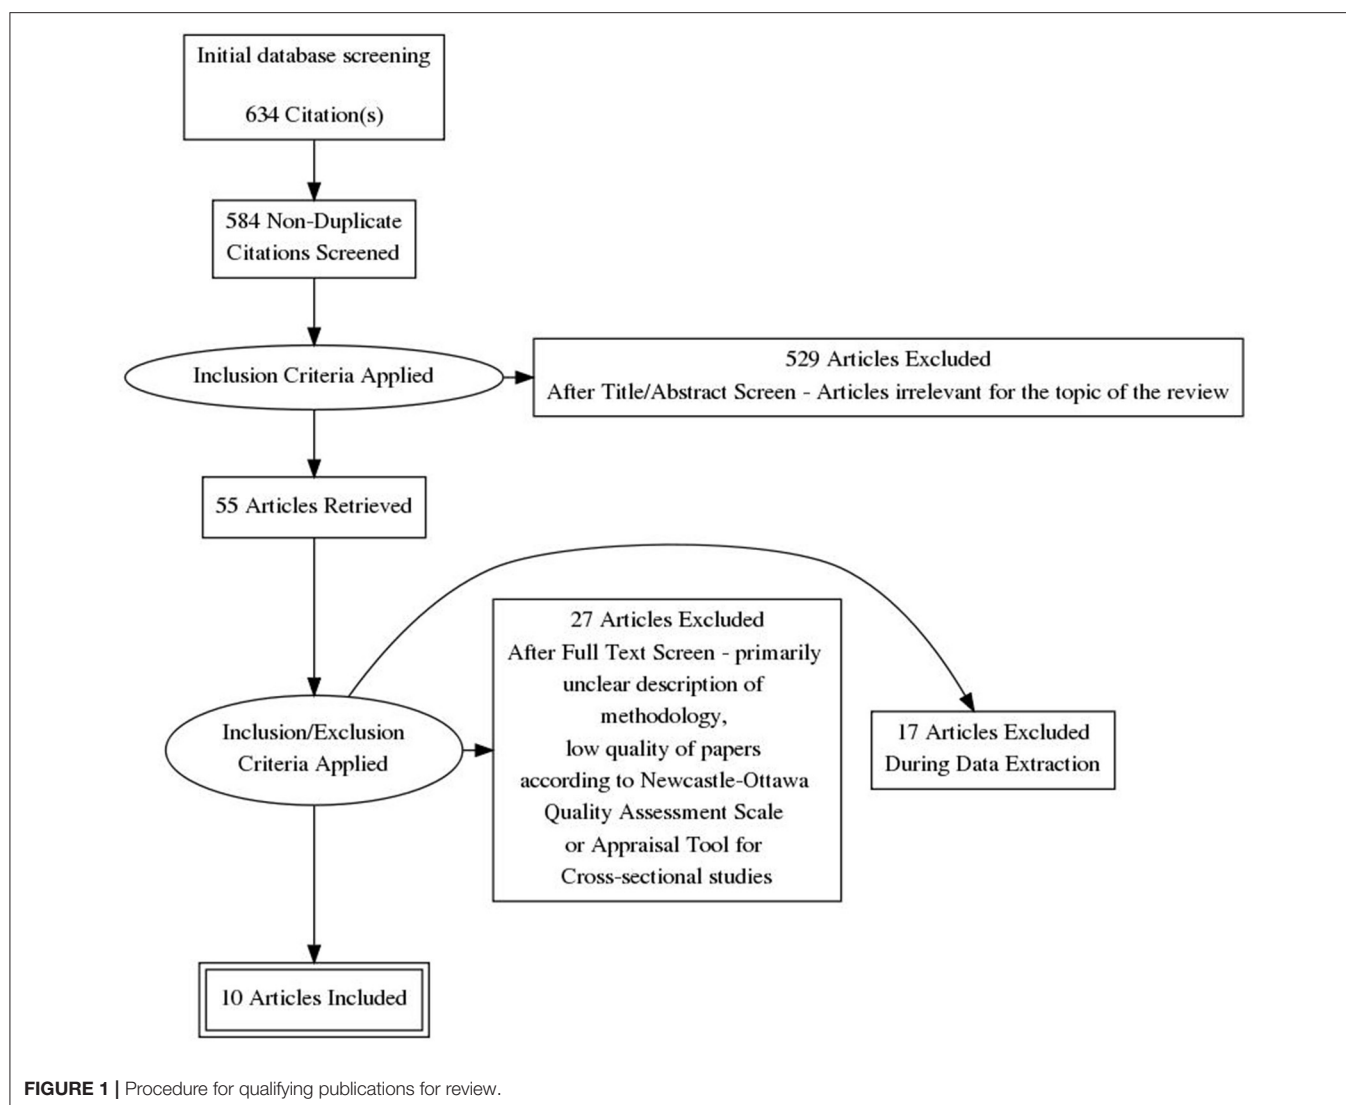 Initial database screening
634 Citation(s)
584 Non-Duplicate
Citations Screened
Inclusion Criteria Applied
529 Articles Excluded
After Title/Abstract Screen - Articles irrelevant for the topic of the review
55 Articles Retrieved
Inclusion/Exclusion
Criteria Applied
27 Articles Excluded
After Full Text Screen - primarily
unclear description of
methodology,
low quality of papers
according to Newcastle-Ottawa
Quality Assessment Scale
or Appraisal Tool for
Cross-sectional studies
17 Articles Excluded
During Data Extraction
10 Articles Included
FIGURE 1 | Procedure for qualifying publications for review.